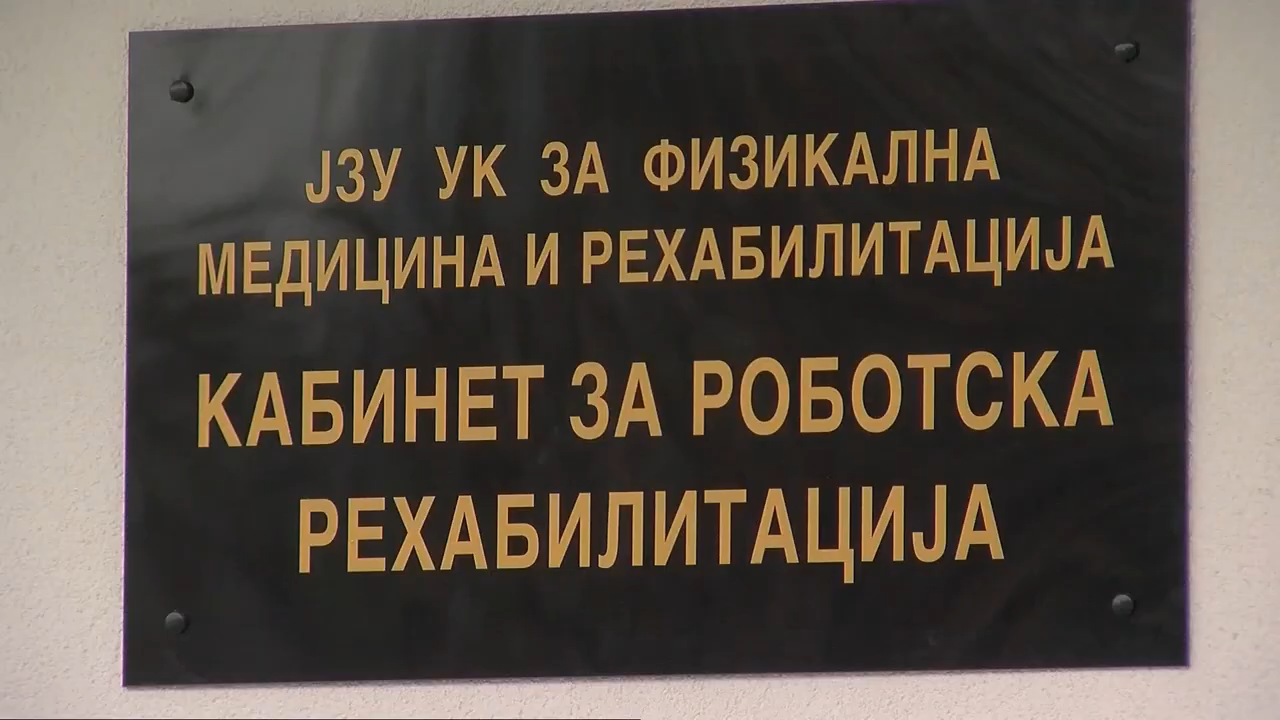 ЈЗУ УК ЗА ФИЗИКАЛНА
МЕДИЦИНА И РЕХАБИЛИТАЦИЈА
КАБИНЕТ ЗА РОБОТСКА
РЕХАБИЛИТАЦИЈА